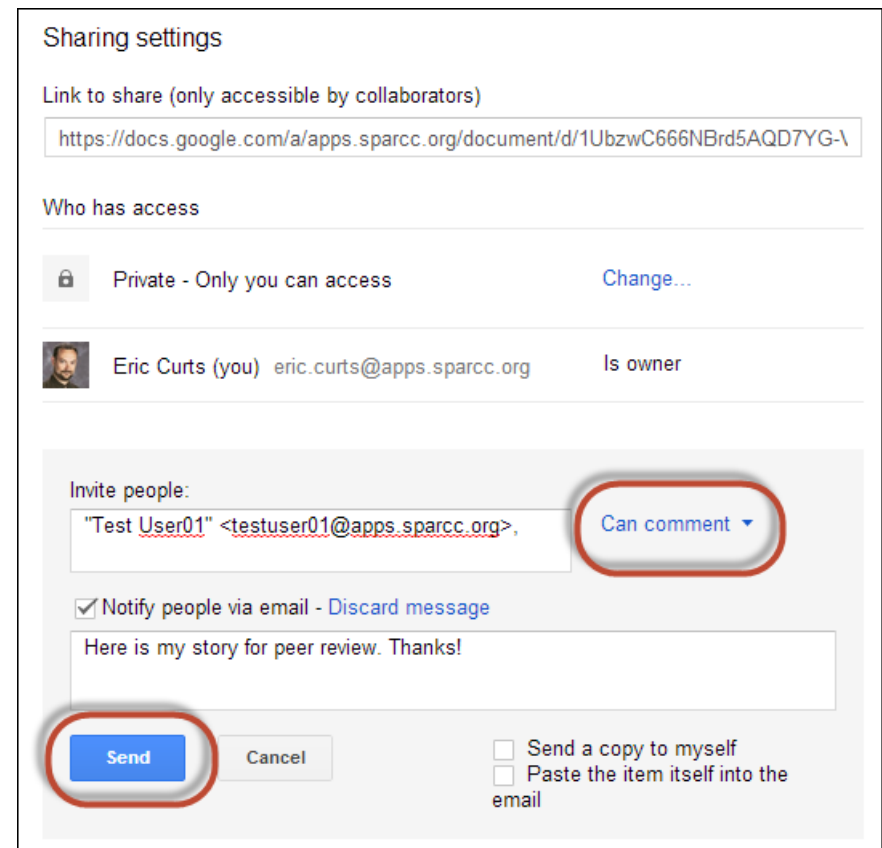 Sharing settings
Link to share (only accessible by collaborators)
https://docs.google.com/a/apps.sparcc.org/document/d/1UbzwC666NBrd5AQD7YG-V
Who has access
Private - Only you can access Change...
Eric Curts (you) eric.curts@apps.sparcc.org Is owner
Invite people:
"Test User01" <testuser01@apps.sparcc.org>, Can comment
Notify people via email - Discard message
Here is my story for peer review. Thanks!
Send Cancel Send a copy to myself
Paste the item itself into the
email